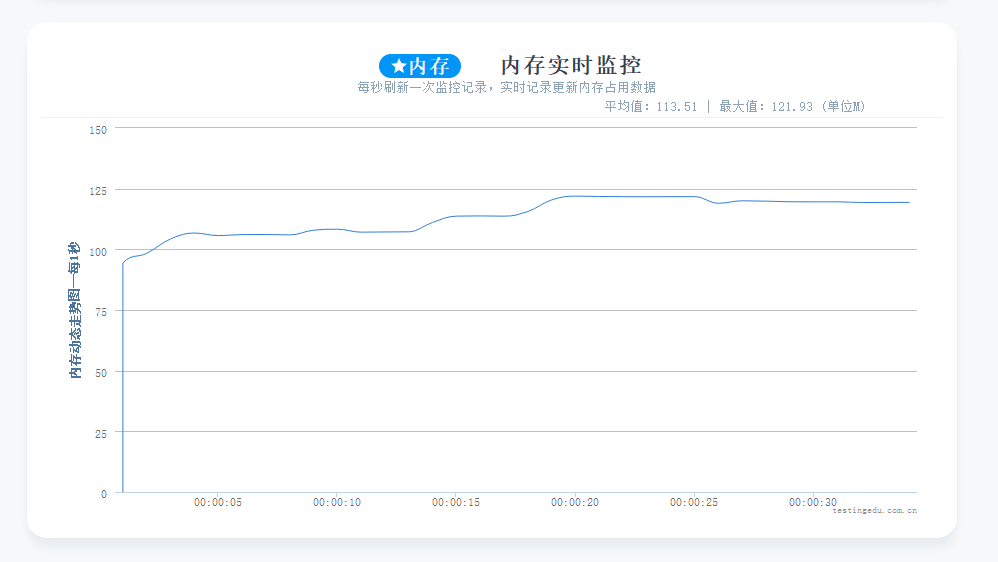 ★内存 内存实时监控
每秒刷新一次监控记录，实时记录更新内存占用数据
平均值：113.51 | 最大值：121.93 (单位M)
内存动态走势图—每1秒
150
125
100
75
50
25
0
00:00:05 00:00:10 00:00:15 00:00:20 00:00:25 00:00:30
testingedu.com.cn